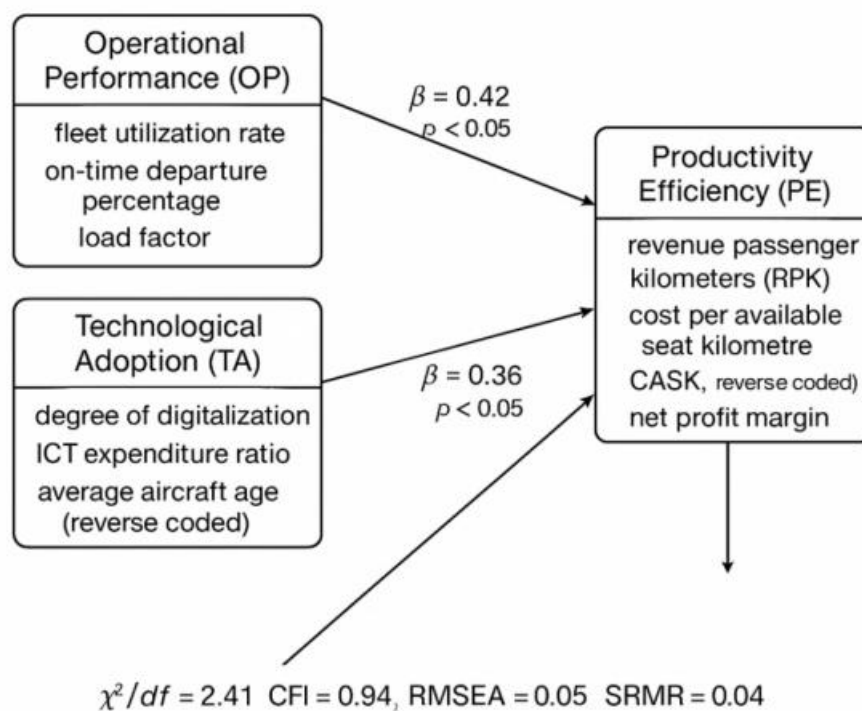 Operational
Performance (OP)
fleet utilization rate
on-time departure
percentage
load factor
β = 0.42
p < 0.05
Technological
Adoption (TA)
degree of digitalization
ICT expenditure ratio
average aircraft age
(reverse coded)
β = 0.36
p < 0.05
Productivity
Efficiency (PE)
revenue passenger
kilometers (RPK)
cost per available
seat kilometre
CASK, reverse coded)
net profit margin
χ²/df = 2.41 CFI = 0.94, RMSEA = 0.05 SRMR = 0.04